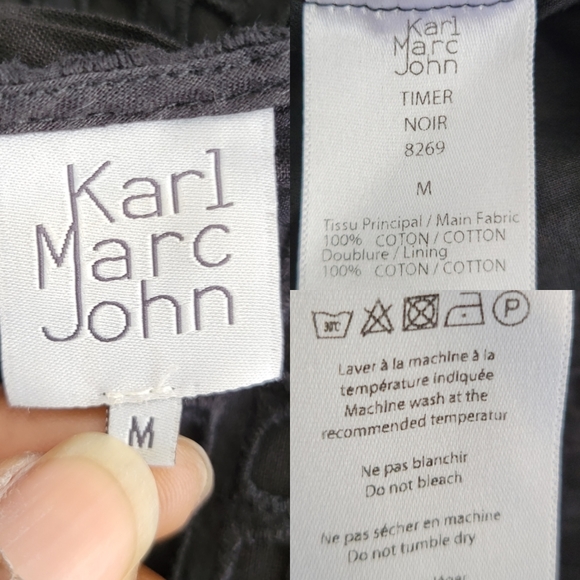 Karl
Marc
John
M
Karl
Marc
John
TIMER
NOIR
8269
M
Tissu Principal / Main Fabric
100% COTON / COTTON
Doublure / Lining
100% COTON / COTTON
30°C
P
Laver à la machine à la
température indiquée
Machine wash at the
recommended temperatur
Ne pas blanchir
Do not bleach
Ne pas sécher en machine
Do not tumble dry